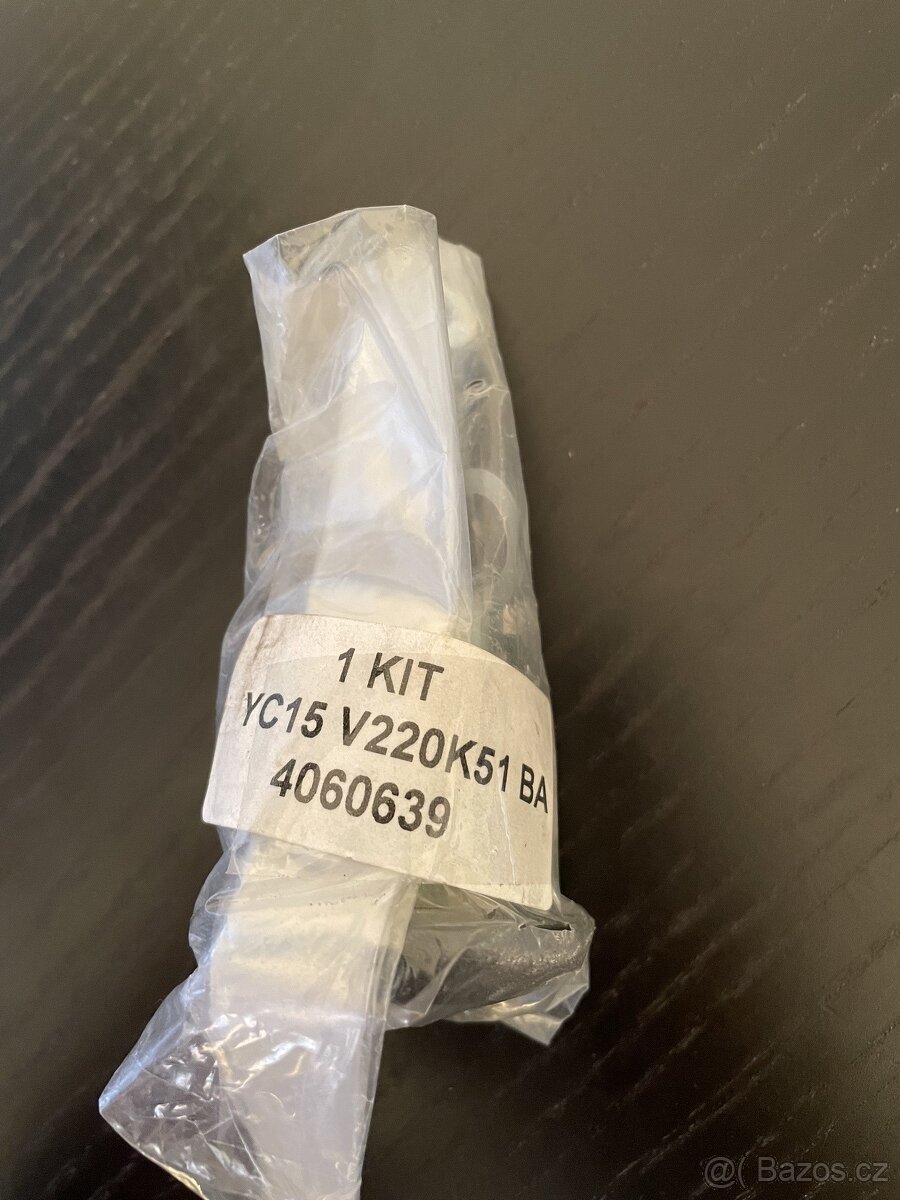 1 KIT
YC15 V220K51 BA
4060639
@( Bazos.cz